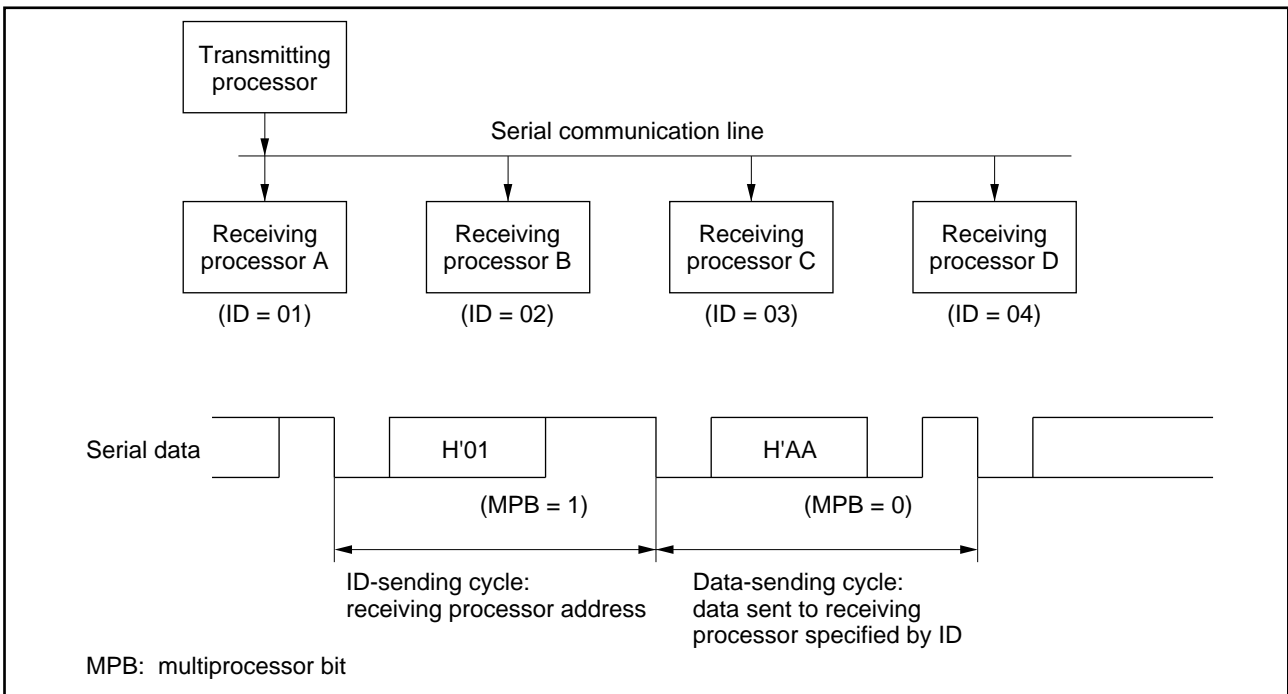 Transmitting
processor
Serial communication line
Receiving
processor A
Receiving
processor B
Receiving
processor C
Receiving
processor D
(ID = 01)
(ID = 02)
(ID = 03)
(ID = 04)
Serial data
H'01
H'AA
(MPB = 1)
(MPB = 0)
ID-sending cycle:
receiving processor address
Data-sending cycle:
data sent to receiving
processor specified by ID
MPB: multiprocessor bit